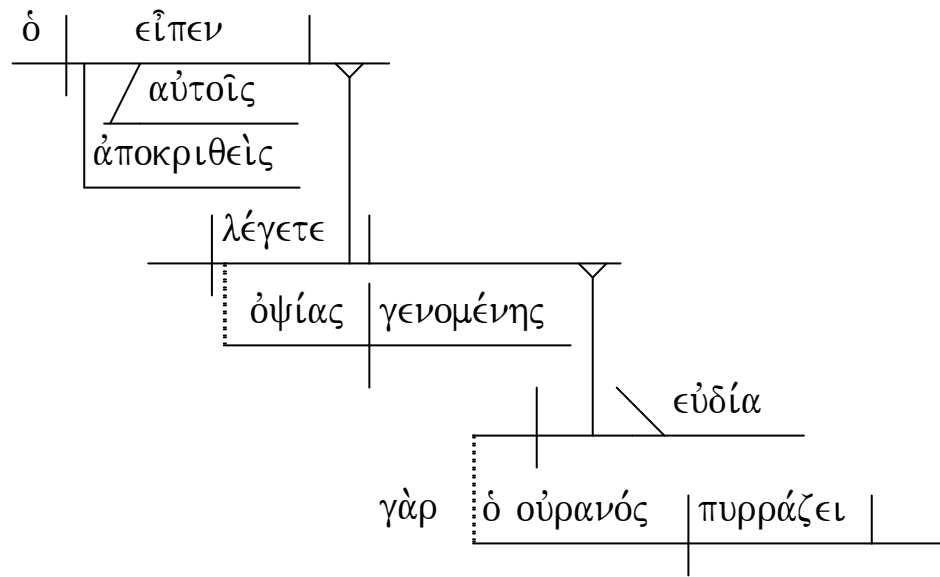 ὁ εἶπεν
αὐτοῖς
ἀποκριθεὶς
λέγετε
ὀψίας γενομένης
εὐδία
γὰρ ὁ οὐρανός πυρράζει